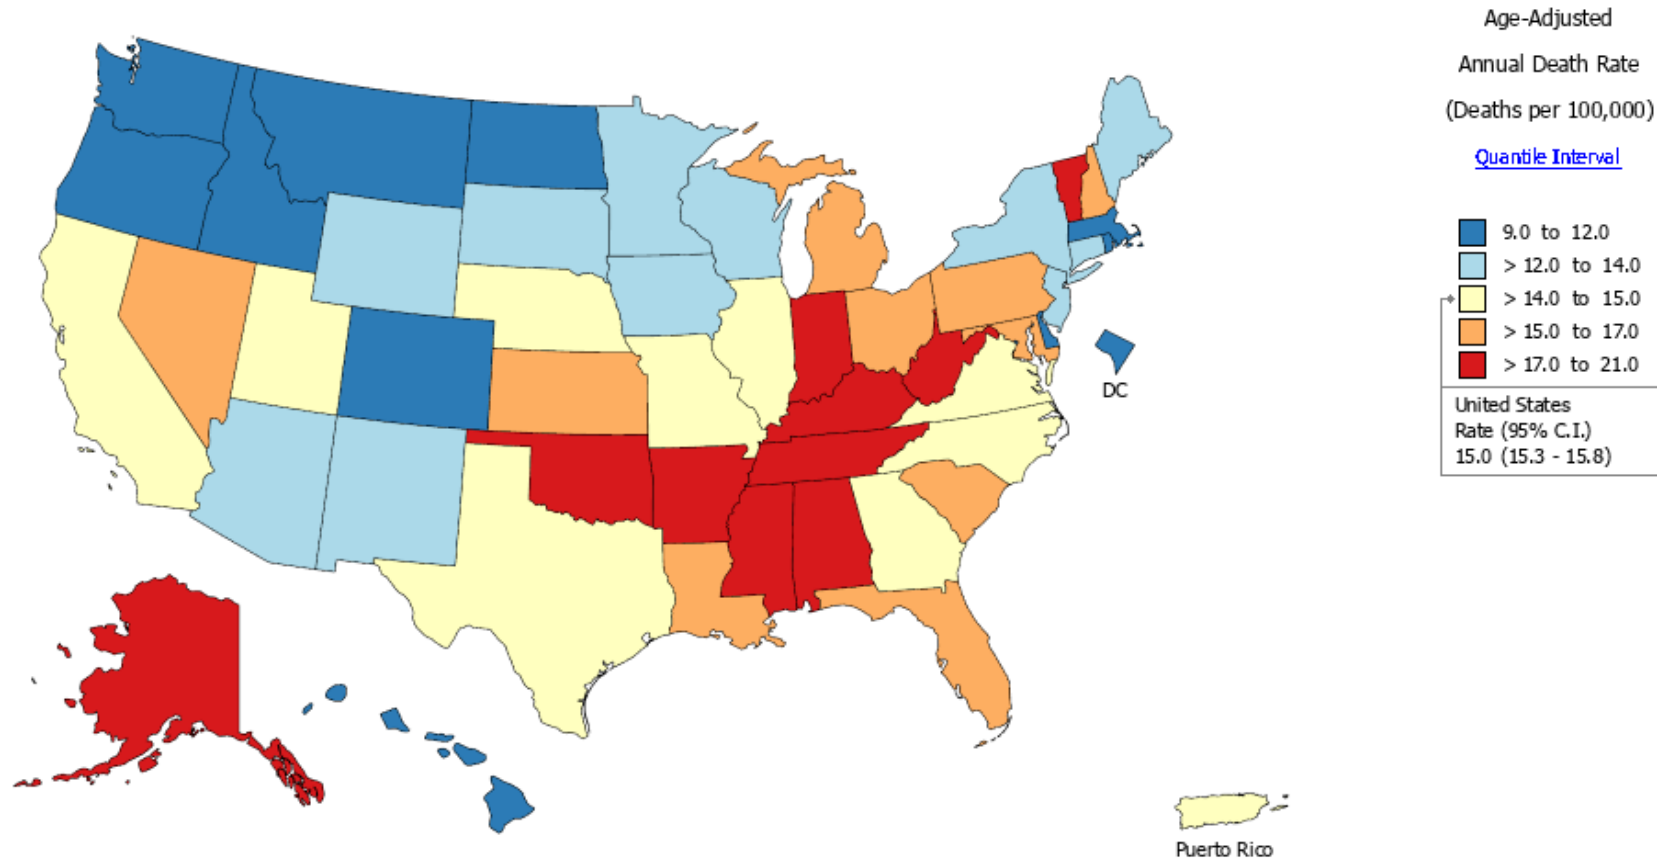 Age-Adjusted
Annual Death Rate
(Deaths per 100,000)
Quantile Interval
9.0 to 12.0
> 12.0 to 14.0
> 14.0 to 15.0
> 15.0 to 17.0
> 17.0 to 21.0
United States
Rate (95% C.I.)
15.0 (15.3 - 15.8)
DC
Puerto Rico